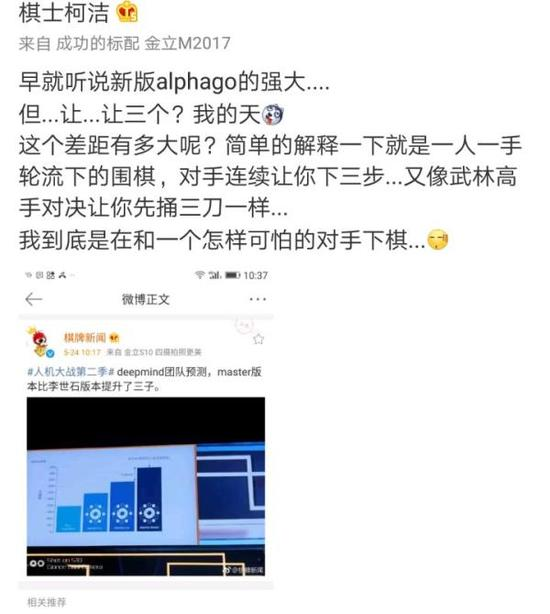 棋士柯洁
来自 成功的标配 金立M2017
早就听说新版alphago的强大....
但...让...让三个？我的天
这个差距有多大呢？简单的解释一下就是一人一手
轮流下的围棋，对手连续让你下三步...又像武林高
手对决让你先捅三刀一样...
我到底是在和一个怎样可怕的对手下棋...
10:37
微博正文
棋牌新闻
5-24 10:17 来自 金立S10 四摄拍照更美
#人机大战第二季# deepmind团队预测，master版
本比李世石版本提升了三子。
Shot on S10
@棋牌新闻
相关推荐